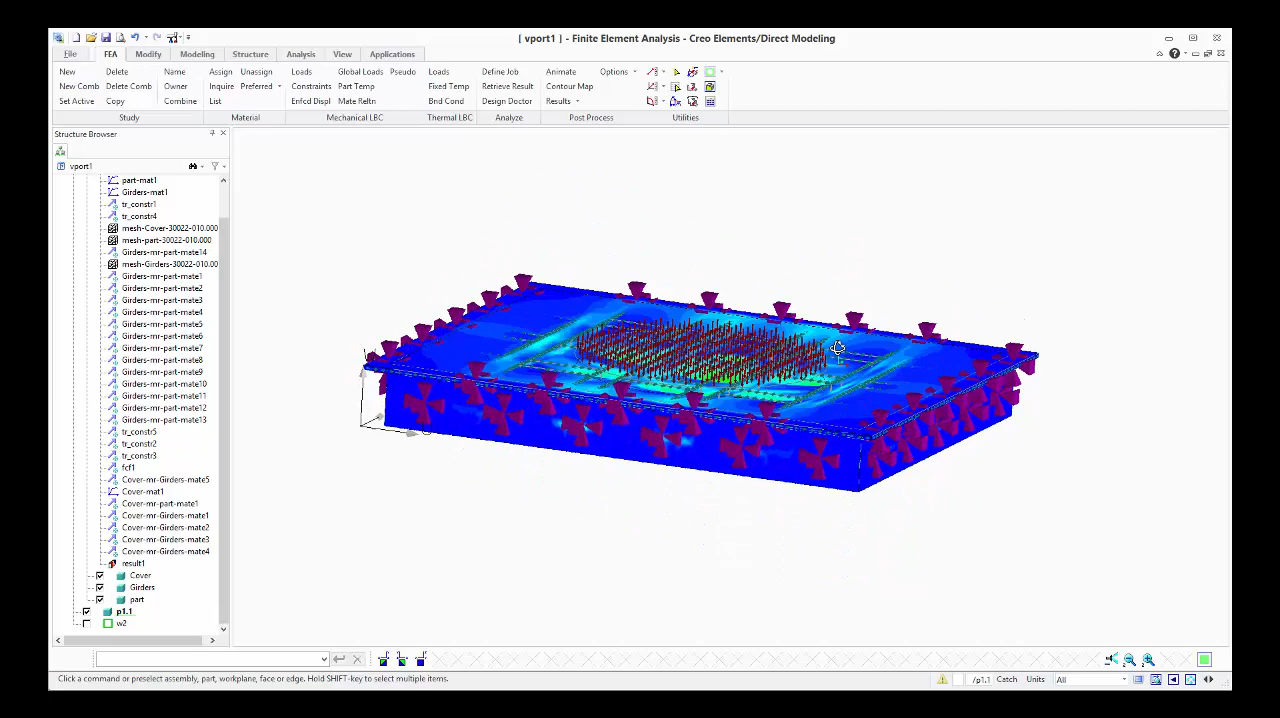 [ vport1 ] - Finite Element Analysis - Creo Elements/Direct Modeling
File FEA Modify Modeling Structure Analysis View Applications
New Delete Name Assign Unassign Loads Global Loads Pseudo Loads Define Job Animate Options
New Comb Delete Comb Owner Inquire Preferred Constraints Part Temp Fixed Temp Retrieve Result Contour Map
Set Active Copy Combine List Enfcd Displ Mate Reltn Bnd Cond Design Doctor Results
Study Material Mechanical LBC Thermal LBC Analyze Post Process Utilities
Structure Browser
vport1
part-mat1
Girders-mat1
tr_constr1
tr_constr4
mesh-Cover-30022-010.000
mesh-part-30022-010.000
Girders-mr-part-mate14
mesh-Girders-30022-010.00
Girders-mr-part-mate1
Girders-mr-part-mate2
Girders-mr-part-mate3
Girders-mr-part-mate4
Girders-mr-part-mate5
Girders-mr-part-mate6
Girders-mr-part-mate7
Girders-mr-part-mate8
Girders-mr-part-mate9
Girders-mr-part-mate10
Girders-mr-part-mate11
Girders-mr-part-mate12
Girders-mr-part-mate13
tr_constr5
tr_constr2
tr_constr3
fcf1
Cover-mr-Girders-mate5
Cover-mat1
Cover-mr-part-mate1
Cover-mr-Girders-mate1
Cover-mr-Girders-mate2
Cover-mr-Girders-mate3
Cover-mr-Girders-mate4
result1
Cover
Girders
part
p1.1
w2
Click a command or preselect assembly, part, workplane, face or edge. Hold SHIFT-key to select multiple items.
/p1.1 Catch Units All